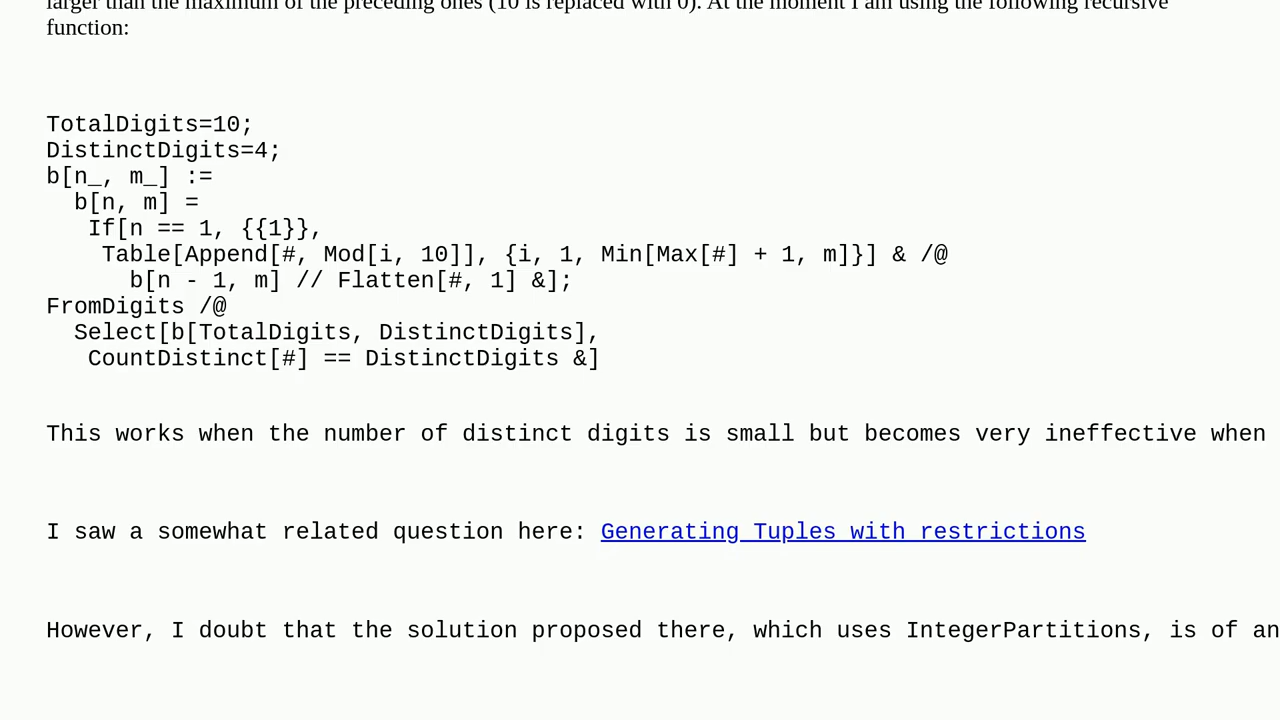 larger than the maximum of the preceding ones (10 is replaced with 0). At the moment I am using the following recursive
function:
TotalDigits=10;
DistinctDigits=4;
b[n_, m_] :=
  b[n, m] =
   If[n == 1, {{1}},
    Table[Append[#, Mod[i, 10]], {i, 1, Min[Max[#] + 1, m]}] & /@
      b[n - 1, m] // Flatten[#, 1] &];
FromDigits /@
  Select[b[TotalDigits, DistinctDigits],
   CountDistinct[#] == DistinctDigits &]
This works when the number of distinct digits is small but becomes very ineffective when
I saw a somewhat related question here: Generating Tuples with restrictions
However, I doubt that the solution proposed there, which uses IntegerPartitions, is of an